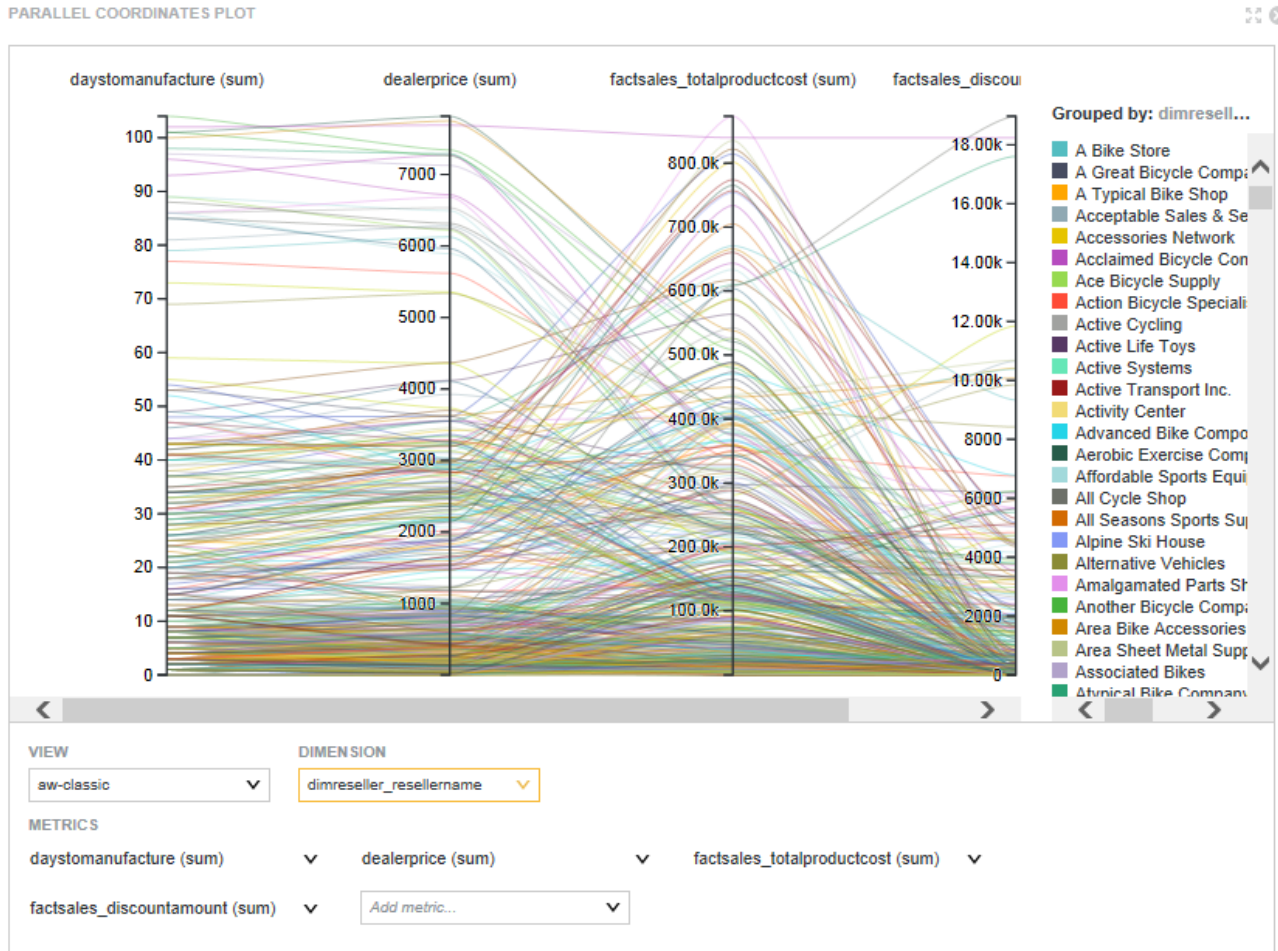 PARALLEL COORDINATES PLOT
daystomanufacture (sum) dealerprice (sum) factsales_totalproductcost (sum) factsales_discou
100
90
80
70
60
50
40
30
20
10
0
7000
6000
5000
4000
3000
2000
1000
800.0k
700.0k
600.0k
500.0k
400.0k
300.0k
200.0k
100.0k
18.00k
16.00k
14.00k
12.00k
10.00k
8000
6000
4000
2000
0
Grouped by: dimresell...
A Bike Store
A Great Bicycle Compa
A Typical Bike Shop
Acceptable Sales & Se
Accessories Network
Acclaimed Bicycle Con
Ace Bicycle Supply
Action Bicycle Speciali
Active Cycling
Active Life Toys
Active Systems
Active Transport Inc.
Activity Center
Advanced Bike Compo
Aerobic Exercise Comp
Affordable Sports Equi
All Cycle Shop
All Seasons Sports Su
Alpine Ski House
Alternative Vehicles
Amalgamated Parts Sh
Another Bicycle Compa
Area Bike Accessories
Area Sheet Metal Supp
Associated Bikes
Atypical Bike Company
VIEW DIMENSION
aw-classic dimreseller_resellername
METRICS
daystomanufacture (sum) dealerprice (sum) factsales_totalproductcost (sum)
factsales_discountamount (sum) Add metric...